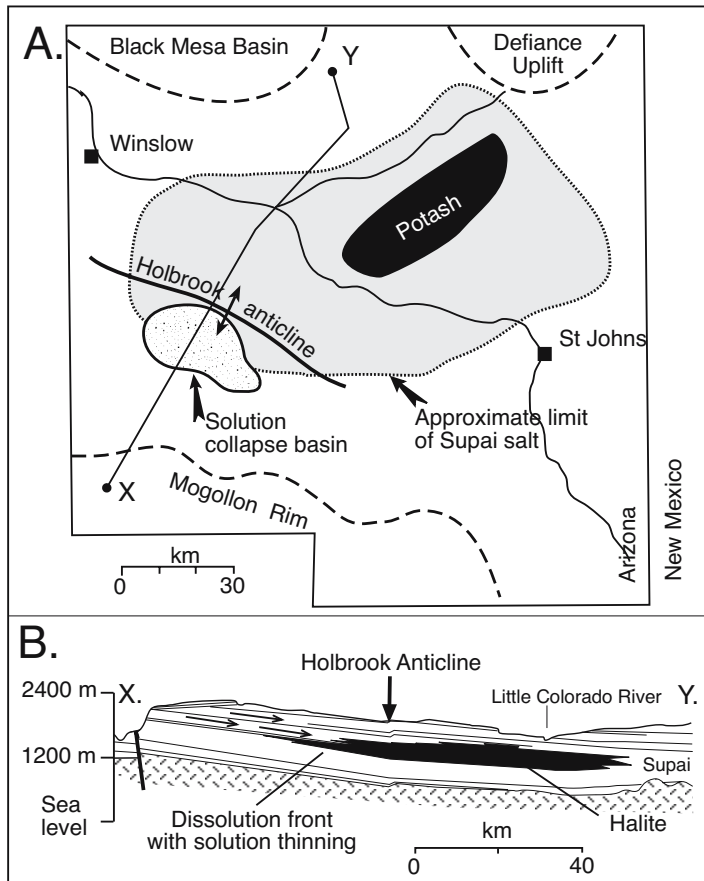 A.
Black Mesa Basin
Y
Defiance
Uplift
Winslow
Potash
Holbrook
anticline
St Johns
Solution
collapse basin
Approximate limit
of Supai salt
X
Mogollon Rim
Arizona
New Mexico
km
0 30
B.
Holbrook Anticline
2400 m
X.
Little Colorado River
Y.
1200 m
Supai
Sea
level
Dissolution front
with solution thinning
km
Halite
0 40